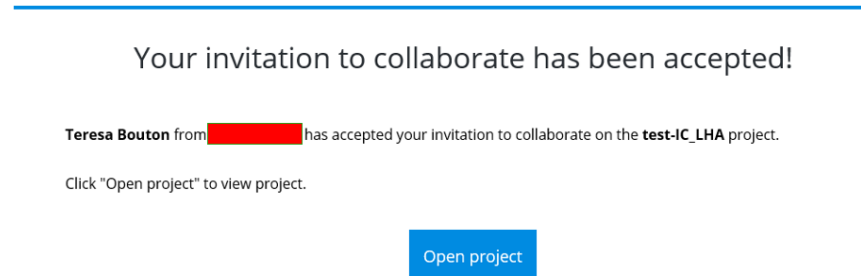 Your invitation to collaborate has been accepted!
Teresa Bouton from has accepted your invitation to collaborate on the test-IC_LHA project.
Click "Open project" to view project.
Open project